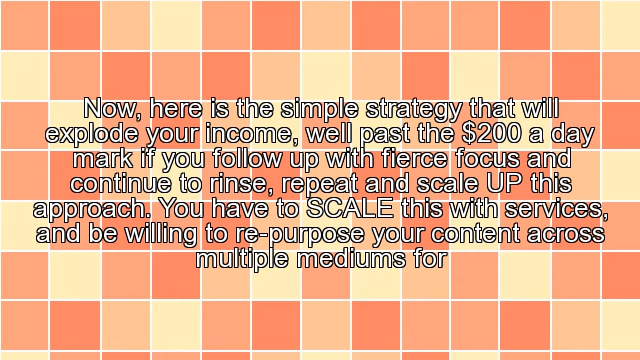 Now, here is the simple strategy that will
explode your income, well past the $200 a day
mark if you follow up with fierce focus and
continue to rinse, repeat and scale UP this
approach. You have to SCALE this with services,
and be willing to re-purpose your content across
multiple mediums for